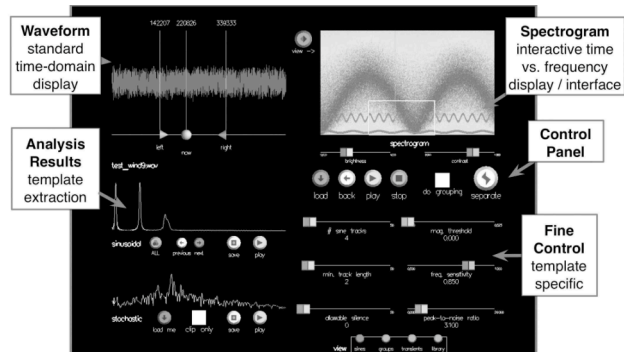 Waveform
standard
time-domain
display
142207 220826 339333
view ->
Spectrogram
interactive time
vs. frequency
display / interface
left
now
right
spectrogram
brightness
contrast
test_wind9.wav
Analysis
Results
template
extraction
Control
Panel
load back play stop do grouping separate
sinusoidal
ALL previous next save play
# sine tracks
4
mag. threshold
0.000
min. track length
2
freq. sensitivity
0.850
Fine
Control
template
specific
stochastic
load me clip only save play
allowable silence
0
peak-to-noise ratio
3.100
view
sines groups transients library